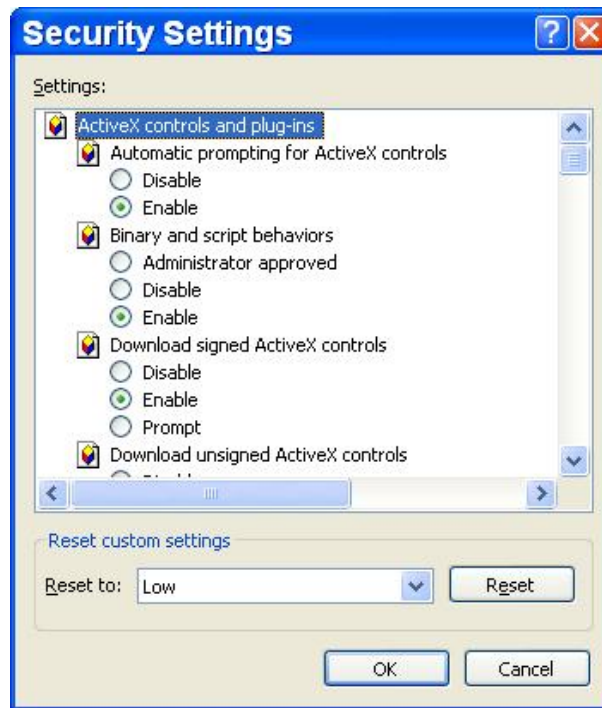 Security Settings
Settings:
ActiveX controls and plug-ins
Automatic prompting for ActiveX controls
Disable
Enable
Binary and script behaviors
Administrator approved
Disable
Enable
Download signed ActiveX controls
Disable
Enable
Prompt
Download unsigned ActiveX controls
Reset custom settings
Reset to: Low Reset
OK Cancel